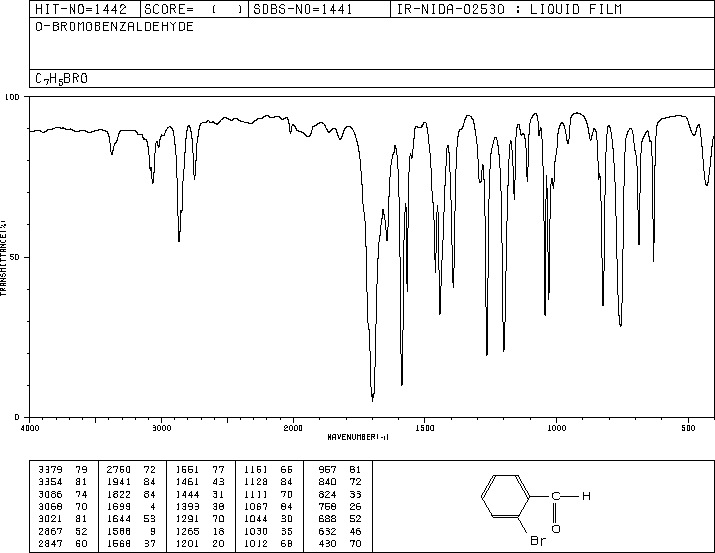 HIT-NO=1442 SCORE= ( ) SDBS-NO=1441 IR-NIDA-02530 : LIQUID FILM
O-BROMOBENZALDEHYDE
C7H5BRO
100
50
0
TRANSMITTANCE(%)
4000 3000 2000 1500 1000 500
WAVENUMBER(-1)
3379 79 2760 72 1551 77 1161 66 957 81
3354 81 1941 84 1461 43 1128 84 840 72
3086 74 1822 84 1444 31 1111 70 824 33
3068 70 1699 4 1393 38 1067 84 758 26
3021 81 1644 53 1291 70 1044 30 688 52
2867 52 1588 9 1265 18 1030 35 632 46
2847 60 1568 37 1201 20 1012 68 430 70
C H
O
Br